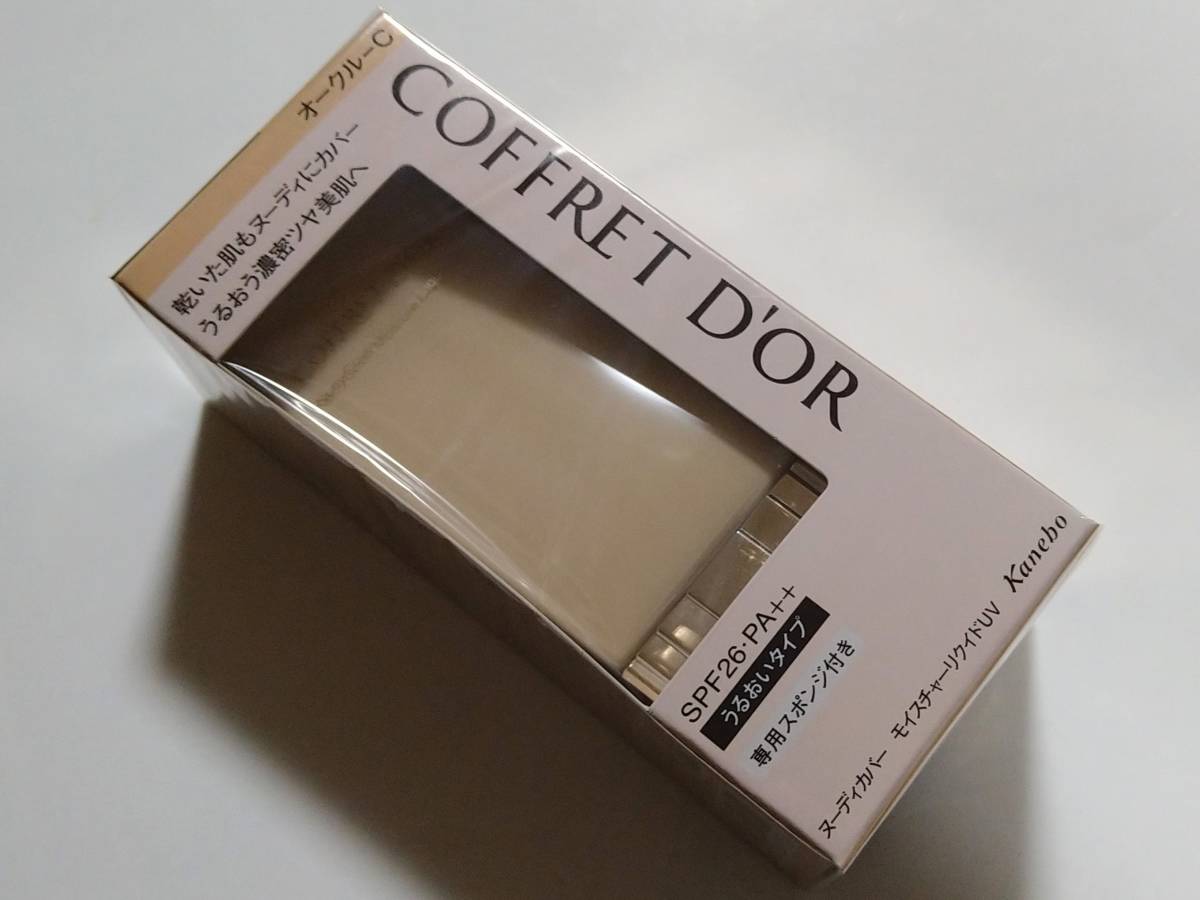 オークルーC
乾いた肌もヌーディにカバー
うるおう濃密ツヤ美肌へ
COFFRET D'OR
SPF26・PA++
うるおいタイプ
専用スポンジ付き
ヌーディカバー モイスチャーリクイドUV
Kanebo